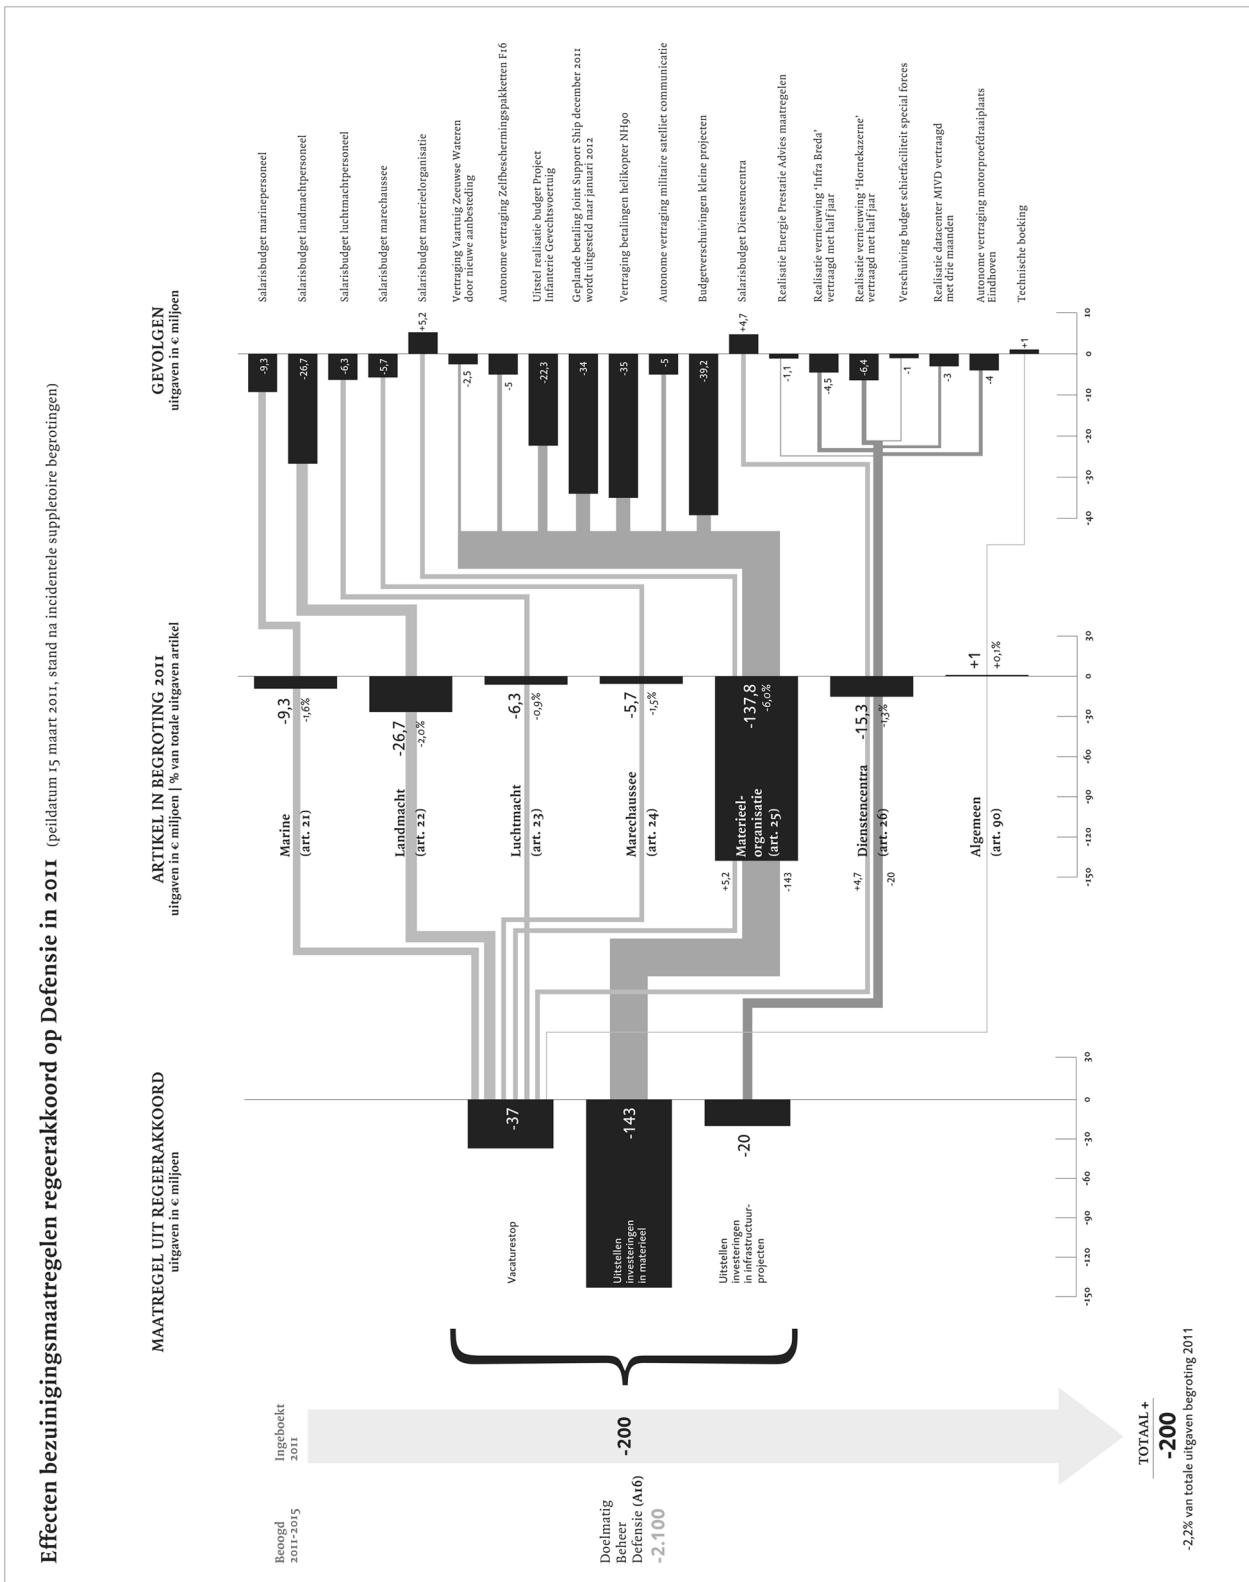 Effecten bezuinigingsmaatregelen regeerakkoord op Defensie in 2011 (peildatum 15 maart 2011, stand na incidentele suppletoire begrotingen)
Beoogd
2011-2015
Ingeboekt
2011
Doelmatig
Beheer
Defensie (A16)
-2.100
-200
TOTAAL +
-200
-2,2% van totale uitgaven begroting 2011
MAATREGEL UIT REGEERAKKOORD
uitgaven in € miljoen
Vacaturestop
-37
Uitstellen
investeringen
in materieel
-143
Uitstellen
investeringen
in infrastructuur-
projecten
-20
-150
-120
-90
-60
-30
0
30
ARTIKEL IN BEGROTING 2011
uitgaven in € miljoen | % van totale uitgaven artikel
Marine
(art. 21)
-9,3
-1,6%
Landmacht
(art. 22)
-26,7
-2,0%
Luchtmacht
(art. 23)
-6,3
-0,9%
Marechaussee
(art. 24)
-5,7
-1,5%
+5,2
-143
Materieel-
organisatie
(art. 25)
-137,8
-6,0%
+4,7
-20
Dienstencentra
(art. 26)
-15,3
-1,3%
Algemeen
(art. 90)
+1
+0,1%
-150
-120
-90
-60
-30
0
30
GEVOLGEN
uitgaven in € miljoen
-9,3
Salarisbudget marinepersoneel
-26,7
Salarisbudget landmachtpersoneel
-6,3
Salarisbudget luchtmachtpersoneel
-5,7
Salarisbudget marechaussee
+5,2
Salarisbudget materieelorganisatie
-2,5
Vertraging Vaartuig Zeeuwse Wateren
door nieuwe aanbesteding
-5
Autonome vertraging Zelfbeschermingspakketten F16
-22,3
Uitstel realisatie budget Project
Infanterie Gevechtsvoertuig
-34
Geplande betaling Joint Support Ship december 2011
wordt uitgesteld naar januari 2012
-35
Vertraging betalingen helikopter NH90
-5
Autonome vertraging militaire satelliet communicatie
-39,2
Budgetverschuivingen kleine projecten
+4,7
Salarisbudget Dienstencentra
-1,1
Realisatie Energie Prestatie Advies maatregelen
-4,5
Realisatie vernieuwing 'Infra Breda'
vertraagd met half jaar
-6,4
Realisatie vernieuwing 'Hornekazerne'
vertraagd met half jaar
-1
Verschuiving budget schietfaciliteit special forces
-3
Realisatie datacenter MIVD vertraagd
met drie maanden
-4
Autonome vertraging motorproefdraaiplaats
Eindhoven
+1
Technische boeking
-40
-30
-20
-10
0
10